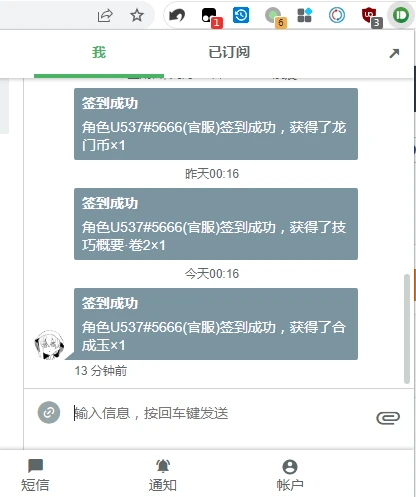 1
6
3
我
已订阅
签到成功
角色U537#5666(官服)签到成功，获得了龙
门币×1
昨天00:16
签到成功
角色U537#5666(官服)签到成功，获得了技
巧概要·卷2×1
今天00:16
签到成功
角色U537#5666(官服)签到成功，获得了合
成玉×1
13 分钟前
输入信息，按回车键发送
短信
通知
帐户